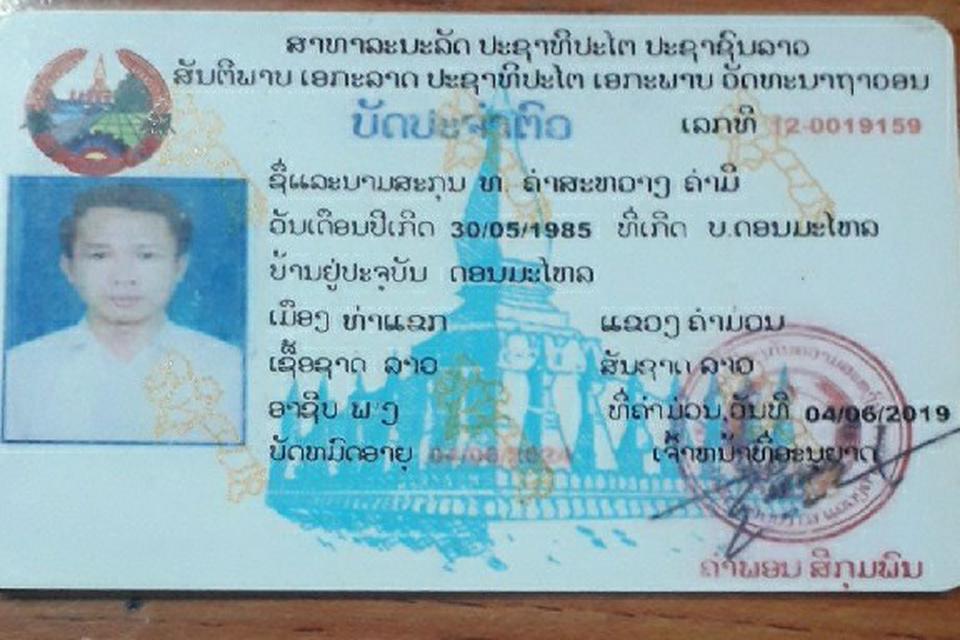 ສາທາລະນະລັດ ປະຊາທິປະໄຕ ປະຊາຊົນລາວ
ສັນຕິພາບ ເອກະລາດ ປະຊາທິປະໄຕ ເອກະພາບ ວັດທະນາຖາວອນ
ບັດປະຈຳຕົວ ເລກທີ 12-0019159
ຊື່ແລະນາມສະກຸນ ທ ຄຳສະຫວາງ ຄຳມີ
ວັນເດືອນປີເກີດ 30/05/1985 ທີ່ເກີດ ບ.ດອນມະໄຫລ
ບ້ານຢູ່ປະຈຸບັນ ດອນມະໄຫລ
ເມືອງ ທ່າແຂກ ແຂວງ ຄຳມ່ວນ
ເຊື້ອຊາດ ລາວ ສັນຊາດ ລາວ
ອາຊີບ ພ/ງ ທີ່ຄຳມ່ວນ,ວັນທີ 04/06/2019
ບັດຫມົດອາຍຸ 04/06/2024 ເຈົ້າຫນ້າທີ່ອະນຸຍາດ
ຄຳພອນ ສີກຸມພົນ